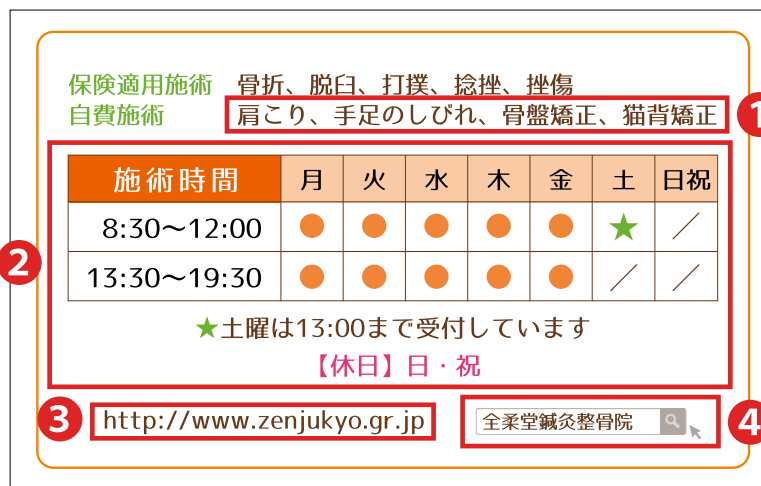 保険適用施術 骨折、脱臼、打撲、捻挫、挫傷
自費施術 肩こり、手足のしびれ、骨盤矯正、猫背矯正
1
施術時間 月 火 水 木 金 土 日祝
8:30〜12:00 ● ● ● ● ● ★ ／
13:30〜19:30 ● ● ● ● ● ／ ／
2
★土曜は13:00まで受付しています
【休日】日・祝
3 http://www.zenjukyo.gr.jp
全柔堂鍼灸整骨院 4